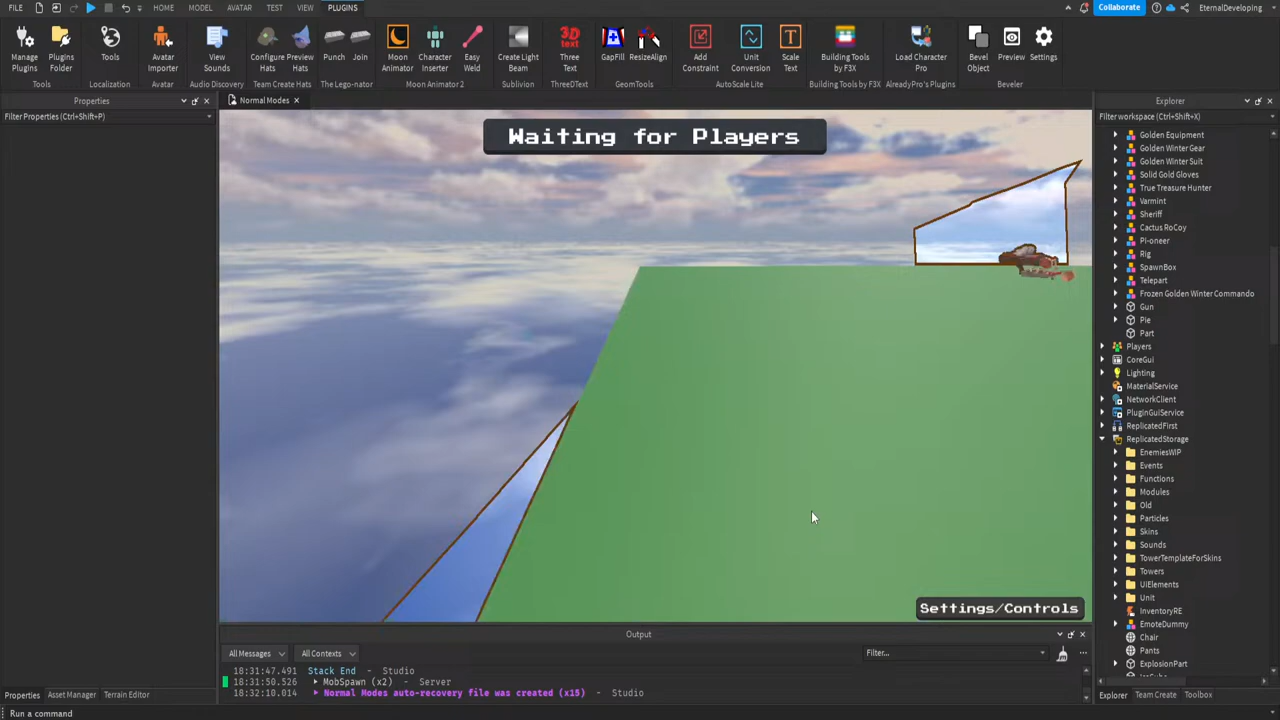 FILE HOME MODEL AVATAR TEST VIEW PLUGINS Collaborate EternalDeveloping
Manage Plugins
Plugins Folder
Tools
Avatar Importer
View Sounds
Configure Hats
Preview Hats
Punch
Join
Moon Animator
Character Inserter
Easy Weld
Create Light Beam
Three Text
GapFill
ResizeAlign
Add Constraint
Unit Conversion
Scale Text
Building Tools by F3X
Load Character Pro
Bevel Object
Preview
Settings
Tools Localization Avatar Audio Discovery Team Create Hats The Lego-nator Moon Animator 2 Sublivion ThreeDText GeomTools AutoScale Lite Building Tools by F3X AlreadyPro's Plugins Beveler
Properties
Filter Properties (Ctrl+Shift+P)
Normal Modes
Waiting for Players
Settings/Controls
Explorer
Filter workspace (Ctrl+Shift+X)
Golden Equipment
Golden WinterGear
Golden Winter Suit
Solid Gold Gloves
True Treasure Hunter
Varmint
Sheriff
Cactus RoCoy
Pi-oneer
Rig
SpawnBox
Telepart
Frozen Golden Winter Commando
Gun
Pie
Part
Players
CoreGui
Lighting
MaterialService
NetworkClient
PluginGuiService
ReplicatedFirst
ReplicatedStorage
EnemiesWIP
Events
Functions
Modules
Old
Particles
Skins
Sounds
TowerTemplateForSkins
Towers
UIElements
Unit
InventoryRE
EmoteDummy
Chair
Pants
ExplosionPart
Output
All Messages All Contexts Filter...
18:31:47.491 Stack End - Studio
18:31:50.526 MobSpawn (x2) - Server
18:32:10.014 Normal Modes auto-recovery file was created (x15) - Studio
Properties Asset Manager Terrain Editor
Explorer Team Create Toolbox
Run a command